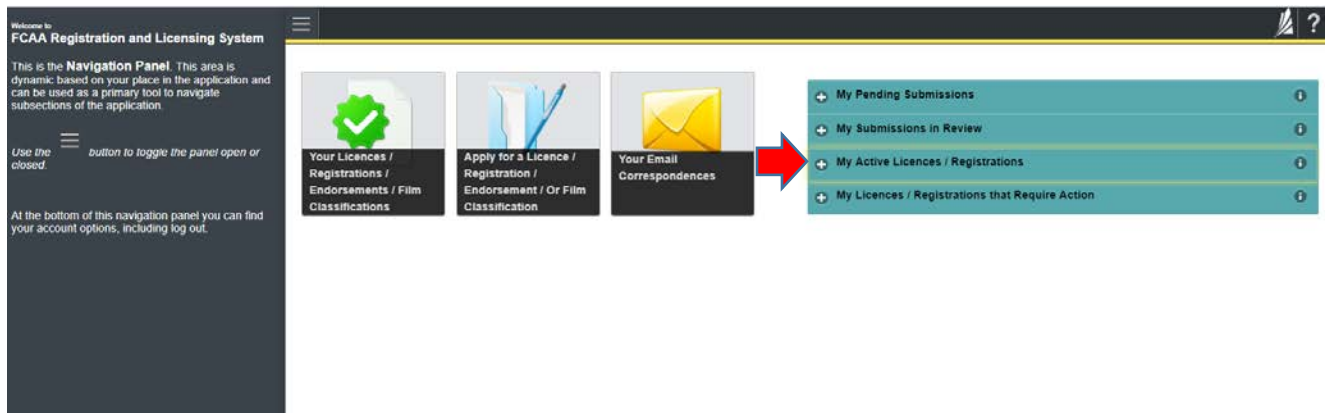 Welcome to
FCAA Registration and Licensing System
This is the Navigation Panel. This area is
dynamic based on your place in the application and
can be used as a primary tool to navigate
subsections of the application.
Use the button to toggle the panel open or
closed.
At the bottom of this navigation panel you can find
your account options, including log out.
?
Your Licences /
Registrations /
Endorsements / Film
Classifications
Apply for a Licence /
Registration /
Endorsement / Or Film
Classification
Your Email
Correspondences
My Pending Submissions
My Submissions in Review
My Active Licences / Registrations
My Licences / Registrations that Require Action